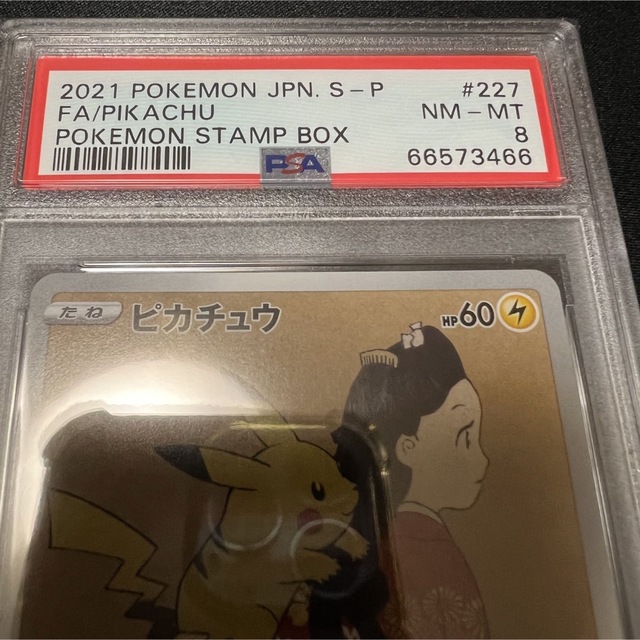 2021 POKEMON JPN. S-P #227
FA/PIKACHU NM-MT
POKEMON STAMP BOX 8
PSA 66573466
たね ピカチュウ HP60